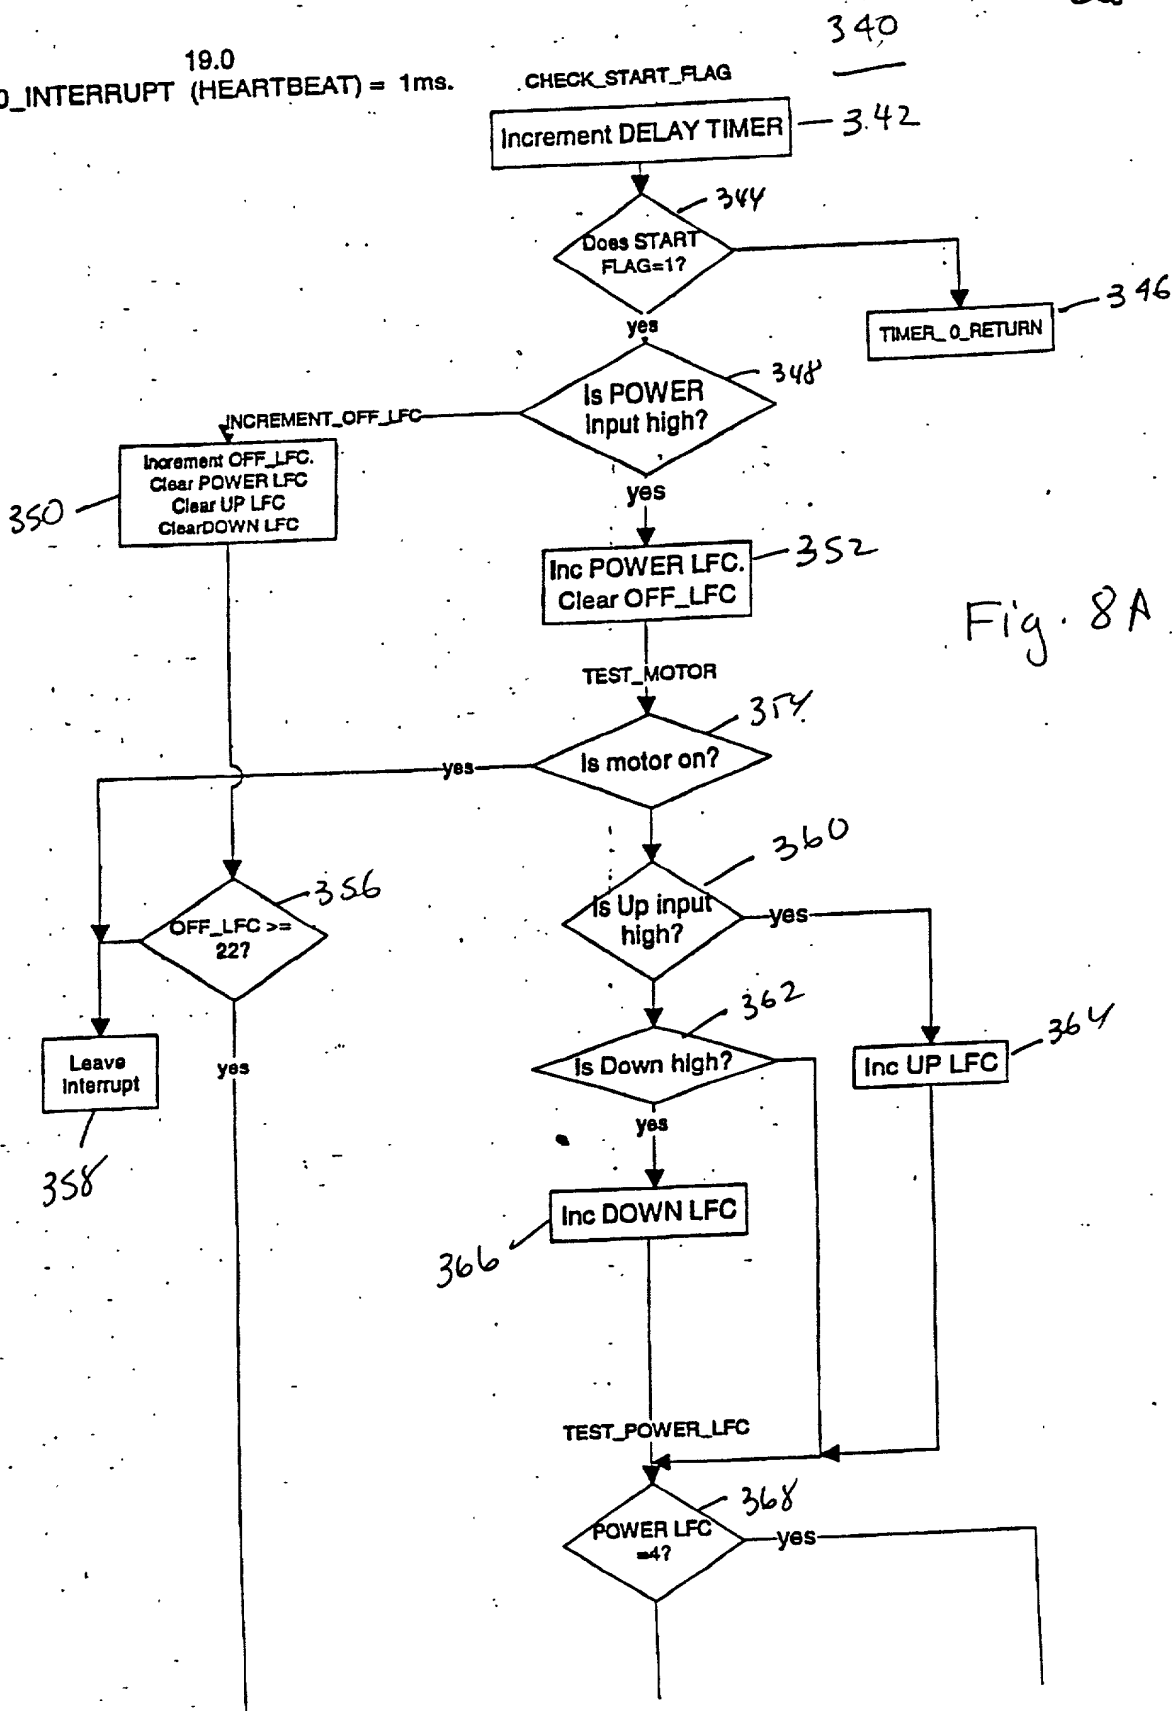 340
19.0
0_INTERRUPT (HEARTBEAT) = 1ms.
CHECK_START_FLAG
Increment DELAY TIMER
342
344
Does START
FLAG=1?
346
TIMER_0_RETURN
yes
348
Is POWER
Input high?
INCREMENT_OFF_LFC
Increment OFF_LFC.
Clear POWER LFC
Clear UP LFC
ClearDOWN LFC
350
yes
352
Inc POWER LFC.
Clear OFF_LFC
Fig. 8A
TEST_MOTOR
354
Is motor on?
yes
360
356
Is Up input
high?
yes
OFF_LFC >=
22?
362
364
Leave
Interrupt
yes
Is Down high?
Inc UP LFC
yes
358
Inc DOWN LFC
366
TEST_POWER_LFC
368
POWER LFC
=4?
yes